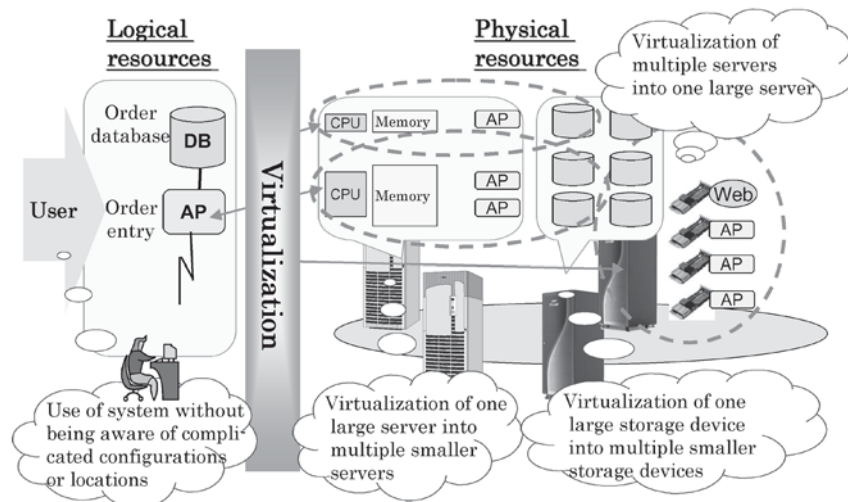 Logical
resources
Physical
resources
Virtualization of
multiple servers
into one large server
Order
database
DB
User
Order
entry
AP
Virtualization
CPU
Memory
AP
CPU
Memory
AP
AP
Web
AP
AP
AP
Use of system without
being aware of compli-
cated configurations
or locations
Virtualization of one
large server into
multiple smaller
servers
Virtualization of one
large storage device
into multiple smaller
storage devices